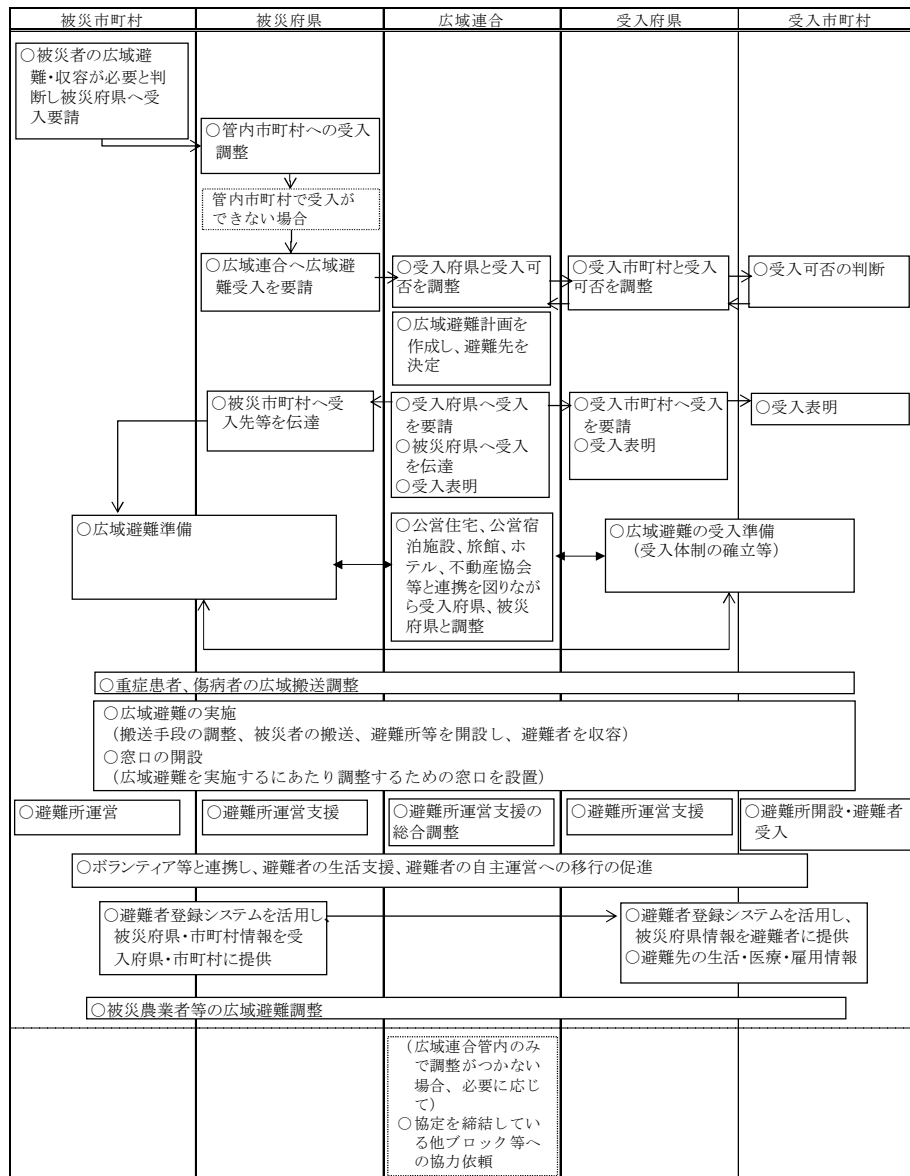 被災市町村
被災府県
広域連合
受入府県
受入市町村
○被災者の広域避
難・収容が必要と判
断し被災府県へ受
入要請
○管内市町村への受入
調整
管内市町村で受入が
できない場合
○広域連合へ広域避
難受入を要請
○受入府県と受入可
否を調整
○受入市町村と受入
可否を調整
○受入可否の判断
○広域避難計画を
作成し、避難先を
決定
○被災市町村へ受
入先等を伝達
○受入府県へ受入
を要請
○被災府県へ受入
を伝達
○受入表明
○受入市町村へ受入
を要請
○受入表明
○受入表明
○広域避難準備
○公営住宅、公営宿
泊施設、旅館、ホ
テル、不動産協会
等と連携を図りなが
ら受入府県、被災
府県と調整
○広域避難の受入準備
(受入体制の確立等)
○重症患者、傷病者の広域搬送調整
○広域避難の実施
(搬送手段の調整、被災者の搬送、避難所等を開設し、避難者を収容)
○窓口の開設
(広域避難を実施するにあたり調整するための窓口を設置)
○避難所運営
○避難所運営支援
○避難所運営支援の
総合調整
○避難所運営支援
○避難所開設・避難者
受入
○ボランティア等と連携し、避難者の生活支援、避難者の自主運営への移行の促進
○避難者登録システムを活用し、
被災府県・市町村情報を受
入府県・市町村に提供
○避難者登録システムを活用し、
被災府県情報を避難者に提供
○避難先の生活・医療・雇用情報
○被災農業者等の広域避難調整
(広域連合管内のみ
で調整がつかない
場合、必要に応じ
て)
○協定を締結してい
る他ブロック等へ
の協力依頼